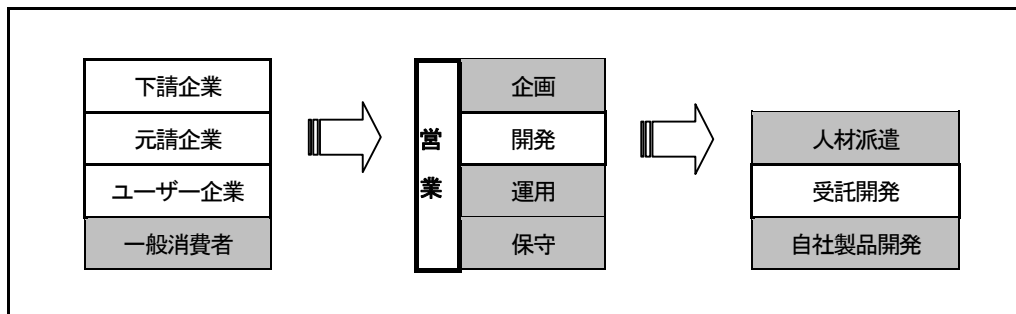 下請企業
元請企業
ユーザー企業
一般消費者
営業
企画
開発
運用
保守
人材派遣
受託開発
自社製品開発